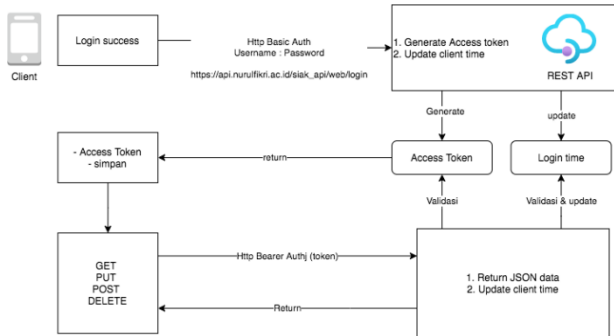 Login success
Client
Http Basic Auth
Username : Password
https://api.nurulfikri.ac.id/siak_api/web/login
1. Generate Access token
2. Update client time
REST API
Generate
update
- Access Token
- simpan
return
Access Token
Login time
Validasi
Validasi & update
GET
PUT
POST
DELETE
Http Bearer Authj (token)
Return
1. Return JSON data
2. Update client time